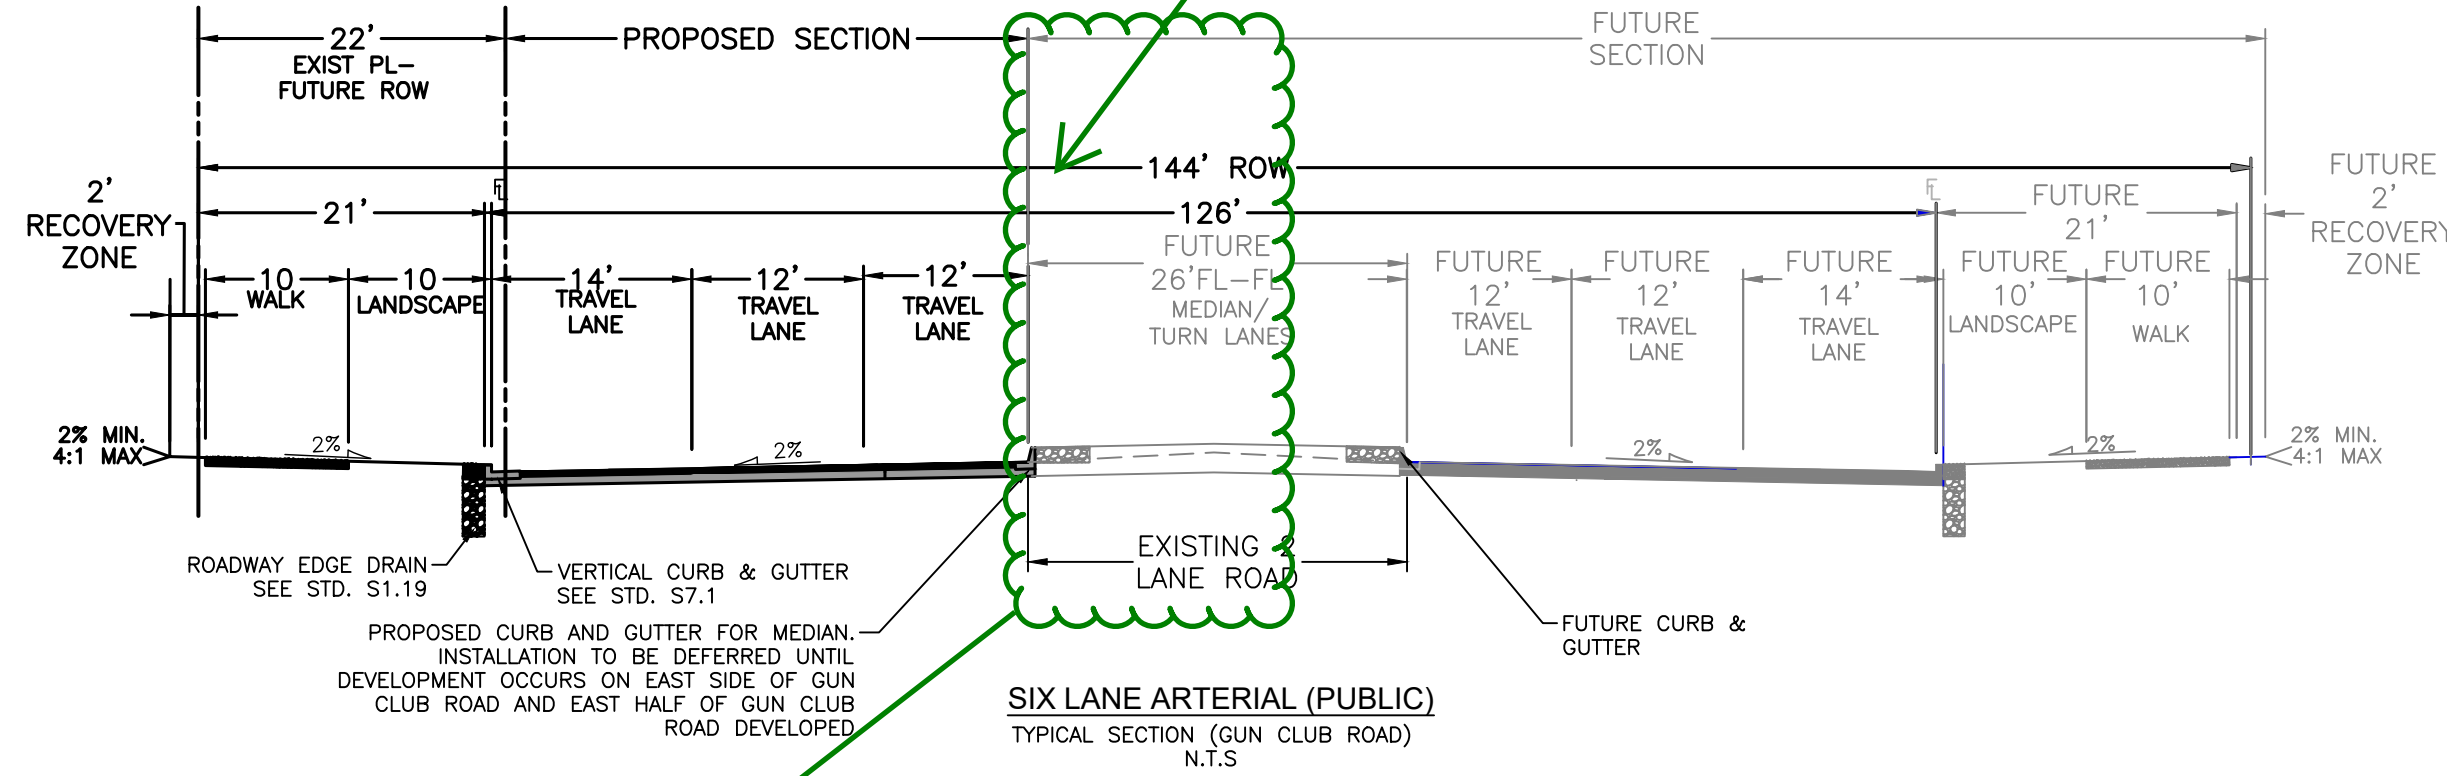 22'
EXIST PL-
FUTURE ROW
PROPOSED SECTION
FUTURE
SECTION
144' ROW
2'
RECOVERY
ZONE
21'
126'
FUTURE
21'
FUTURE
2'
RECOVERY
ZONE
10
WALK
10
LANDSCAPE
14'
TRAVEL
LANE
12'
TRAVEL
LANE
12'
TRAVEL
LANE
FUTURE
26'FL-FL
MEDIAN/
TURN LANES
FUTURE
12'
TRAVEL
LANE
FUTURE
12'
TRAVEL
LANE
FUTURE
14'
TRAVEL
LANE
FUTURE
10'
LANDSCAPE
FUTURE
10'
WALK
2% MIN.
4:1 MAX
2%
2%
2%
2%
2% MIN.
4:1 MAX
EXISTING 2
LANE ROAD
ROADWAY EDGE DRAIN
SEE STD. S1.19
VERTICAL CURB & GUTTER
SEE STD. S7.1
PROPOSED CURB AND GUTTER FOR MEDIAN.
INSTALLATION TO BE DEFERRED UNTIL
DEVELOPMENT OCCURS ON EAST SIDE OF GUN
CLUB ROAD AND EAST HALF OF GUN CLUB
ROAD DEVELOPED
FUTURE CURB &
GUTTER
SIX LANE ARTERIAL (PUBLIC)
TYPICAL SECTION (GUN CLUB ROAD)
N.T.S